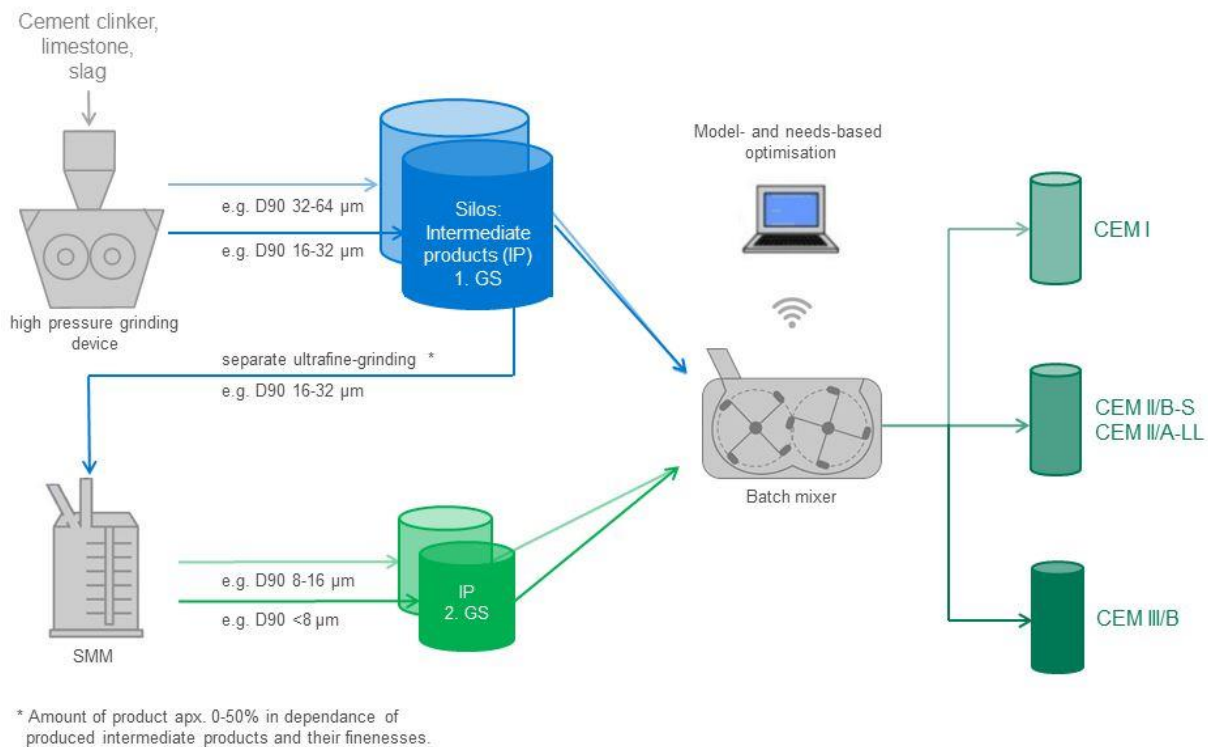 Cement clinker,
limestone,
slag
high pressure grinding
device
e.g. D90 32-64 µm
e.g. D90 16-32 µm
Silos:
Intermediate
products (IP)
1. GS
separate ultrafine-grinding *
e.g. D90 16-32 µm
SMM
e.g. D90 8-16 µm
e.g. D90 <8 µm
IP
2. GS
Model- and needs-based
optimisation
Batch mixer
CEM I
CEM II/B-S
CEM II/A-LL
CEM III/B
* Amount of product apx. 0-50% in dependance of
produced intermediate products and their finenesses.